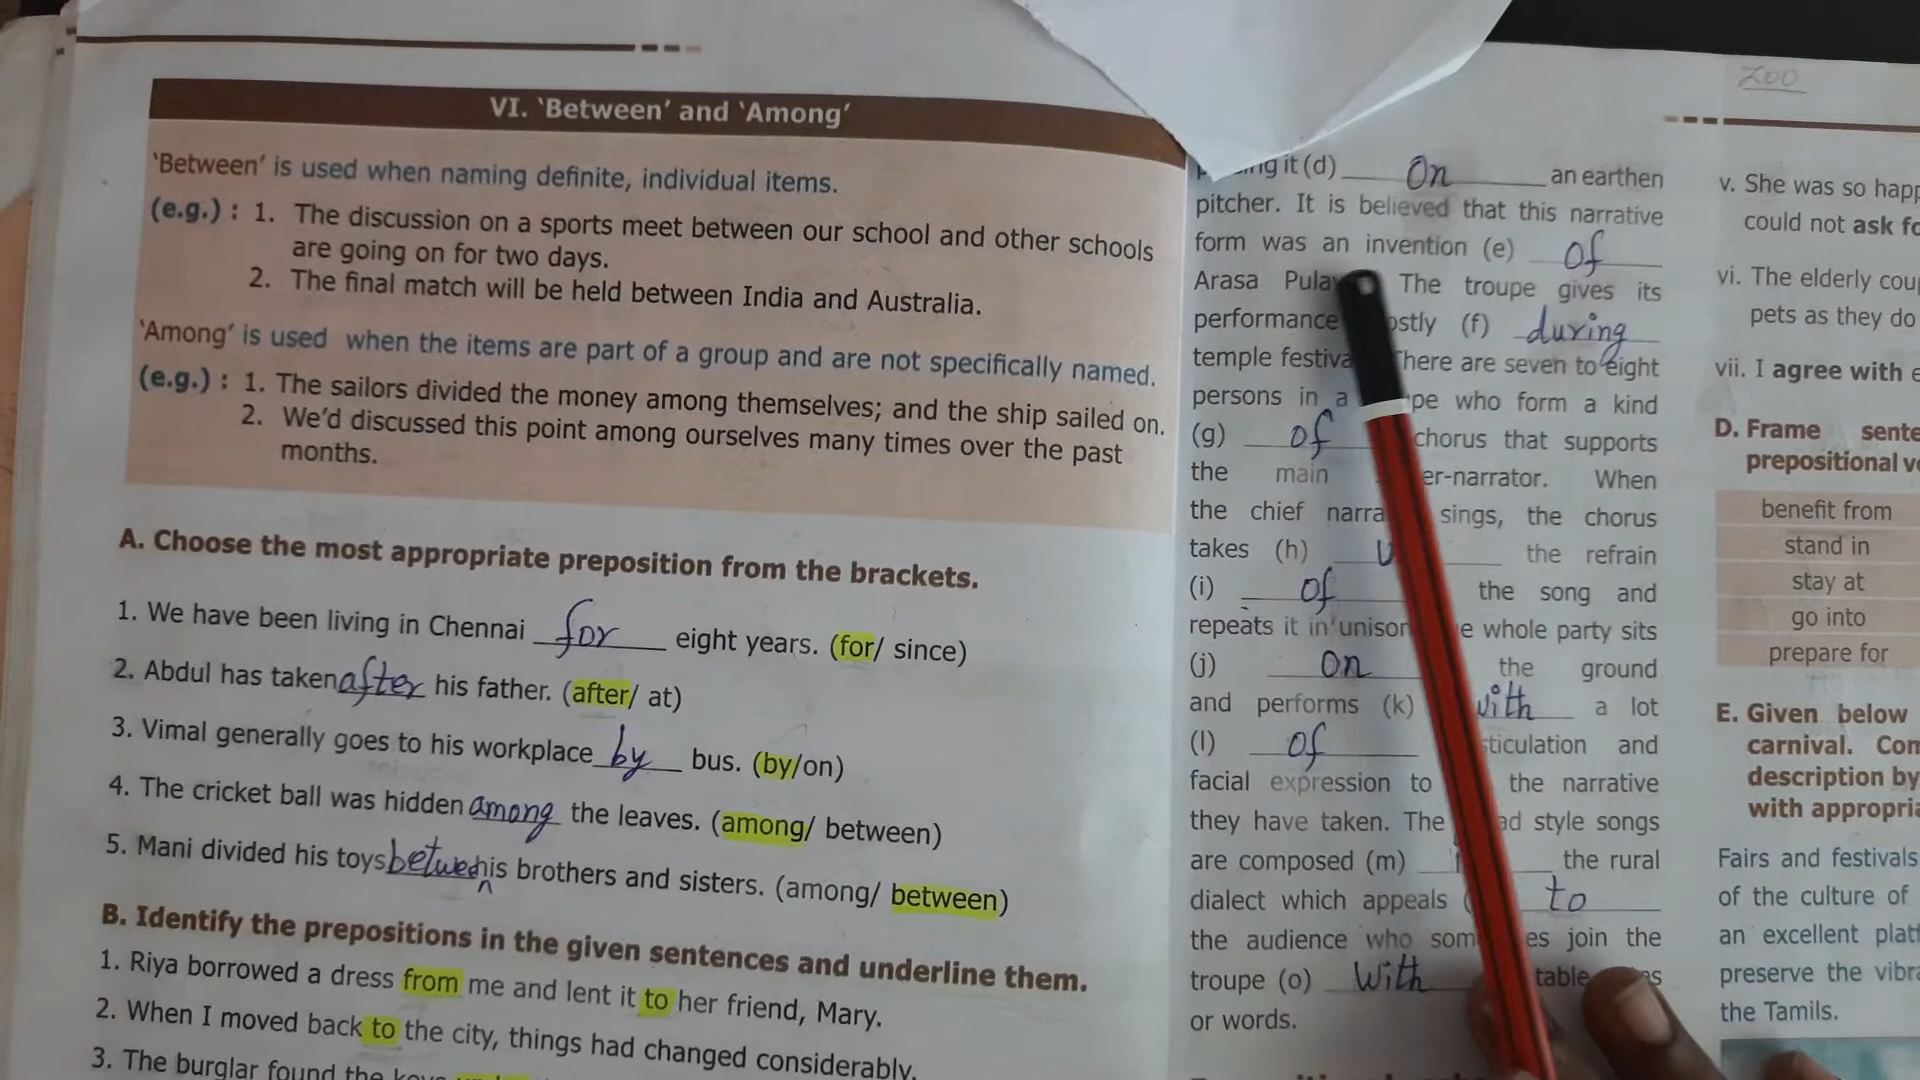 VI. ‘Between’ and ‘Among’
‘Between’ is used when naming definite, individual items.
(e.g.) : 1. The discussion on a sports meet between our school and other schools
are going on for two days.
2. The final match will be held between India and Australia.
‘Among’ is used when the items are part of a group and are not specifically named.
(e.g.) : 1. The sailors divided the money among themselves; and the ship sailed on.
2. We’d discussed this point among ourselves many times over the past
months.
A. Choose the most appropriate preposition from the brackets.
1. We have been living in Chennai for eight years. (for/ since)
2. Abdul has taken after his father. (after/ at)
3. Vimal generally goes to his workplace by bus. (by/on)
4. The cricket ball was hidden among the leaves. (among/ between)
5. Mani divided his toys between his brothers and sisters. (among/ between)
B. Identify the prepositions in the given sentences and underline them.
1. Riya borrowed a dress from me and lent it to her friend, Mary.
2. When I moved back to the city, things had changed considerably.
3. The burglar found the keys
it (d) On an earthen
pitcher. It is believed that this narrative
form was an invention (e) of
Arasa The troupe gives its
performance (f) during
temple There are seven to eight
persons in a who form a kind
(g) of chorus that supports
the main When
the chief sings, the chorus
takes (h) the refrain
(i) of the song and
repeats it in whole party sits
(j) On the ground
and performs (k) with a lot
(l) of and
facial expression to the narrative
they have taken. The style songs
are composed (m) the rural
dialect which appeals to
the audience who join the
troupe (o) With
or words.
Zoo
v. She was so
could not ask
vi. The elderly
pets as they do
vii. I agree with
D. Frame
prepositional
benefit from
stand in
stay at
go into
prepare for
E. Given below
carnival.
description by
with
Fairs and festivals
of the culture of
an excellent
preserve the
the Tamils.